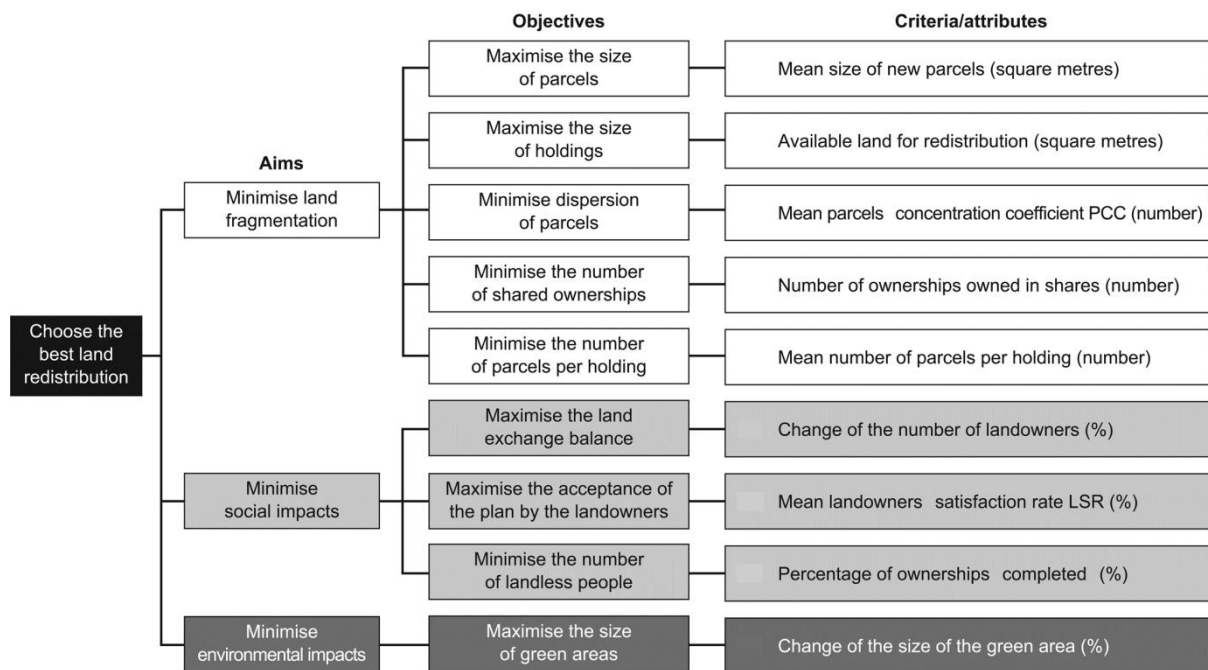 Objectives
Criteria/attributes
Maximise the size
of parcels
Mean size of new parcels (square metres)
Maximise the size
of holdings
Available land for redistribution (square metres)
Aims
Minimise land
fragmentation
Minimise dispersion
of parcels
Mean parcels concentration coefficient PCC (number)
Minimise the number
of shared ownerships
Number of ownerships owned in shares (number)
Choose the
best land
redistribution
Minimise the number
of parcels per holding
Mean number of parcels per holding (number)
Maximise the land
exchange balance
Change of the number of landowners (%)
Minimise
social impacts
Maximise the acceptance of
the plan by the landowners
Mean landowners satisfaction rate LSR (%)
Minimise the number
of landless people
Percentage of ownerships completed (%)
Minimise
environmental impacts
Maximise the size
of green areas
Change of the size of the green area (%)